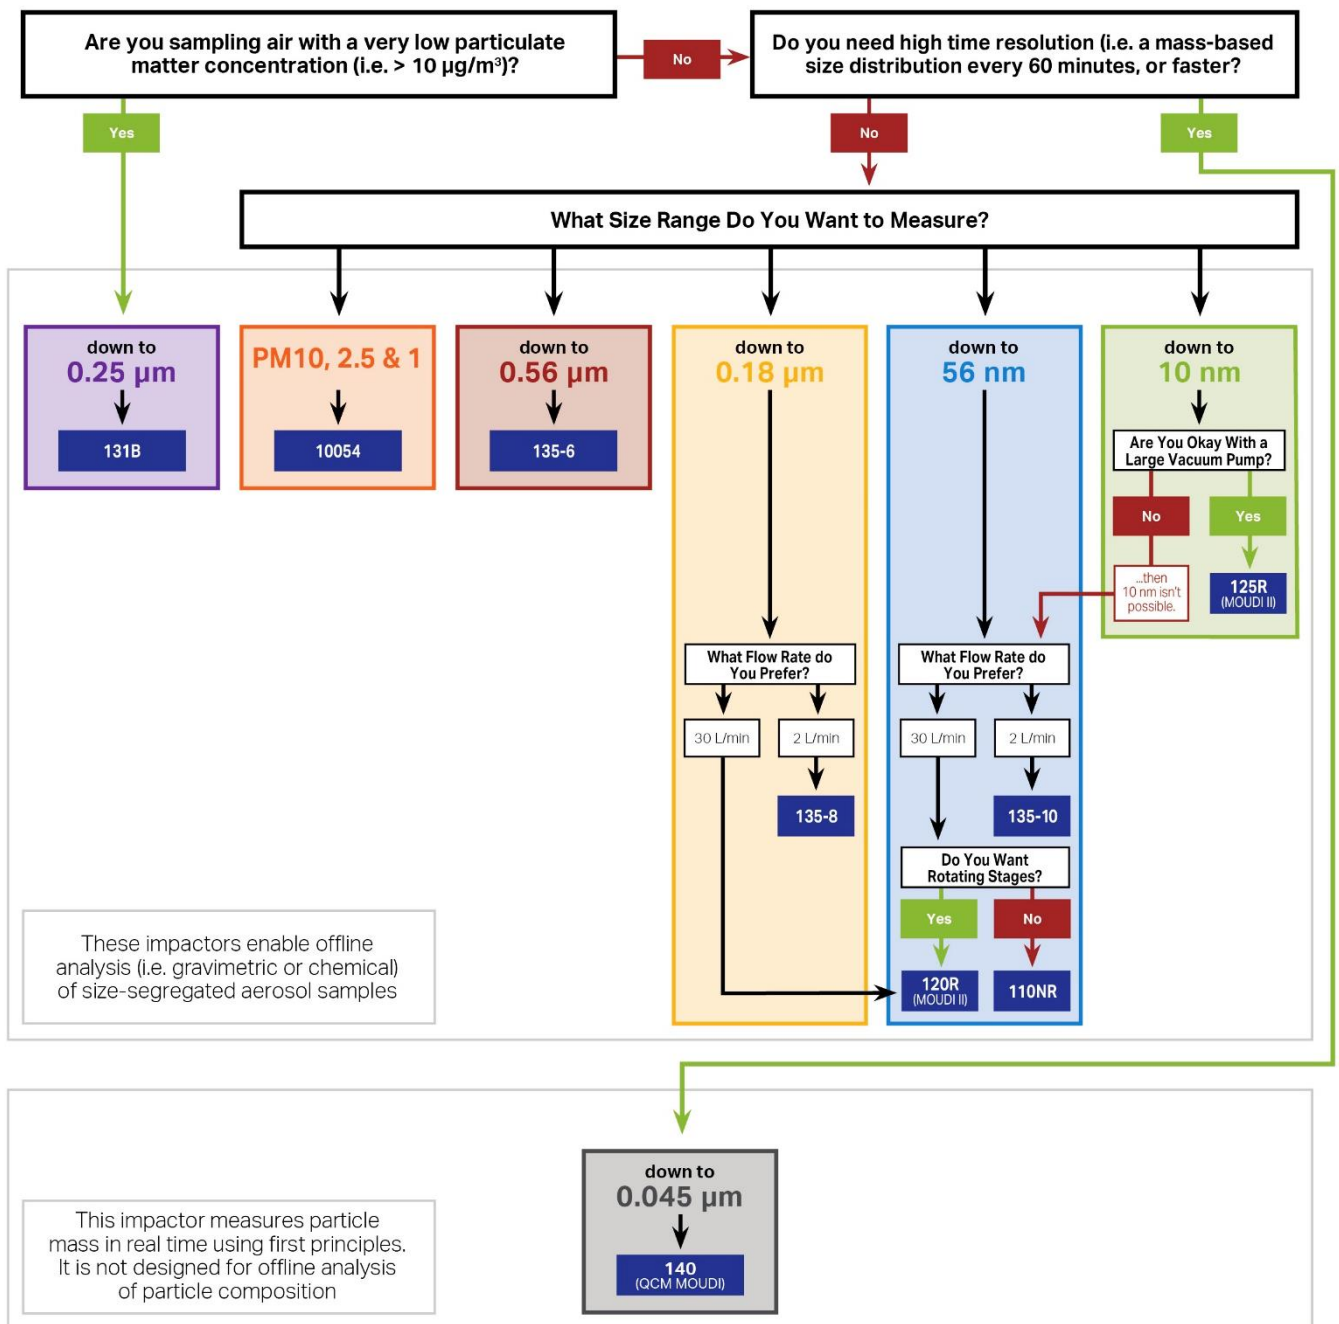 Are you sampling air with a very low particulate
matter concentration (i.e. > 10 µg/m³)?
No
Do you need high time resolution (i.e. a mass-based
size distribution every 60 minutes, or faster?
Yes
No
Yes
What Size Range Do You Want to Measure?
down to
0.25 µm
131B
PM10, 2.5 & 1
10054
down to
0.56 µm
135-6
down to
0.18 µm
What Flow Rate do
You Prefer?
30 L/min
2 L/min
135-8
down to
56 nm
What Flow Rate do
You Prefer?
30 L/min
2 L/min
135-10
Do You Want
Rotating Stages?
Yes
No
120R
(MOUDI II)
110NR
down to
10 nm
Are You Okay With a
Large Vacuum Pump?
No
Yes
...then
10 nm isn't
possible.
125R
(MOUDI II)
These impactors enable offline
analysis (i.e. gravimetric or chemical)
of size-segregated aerosol samples
down to
0.045 µm
140
(QCM MOUDI)
This impactor measures particle
mass in real time using first principles.
It is not designed for offline analysis
of particle composition